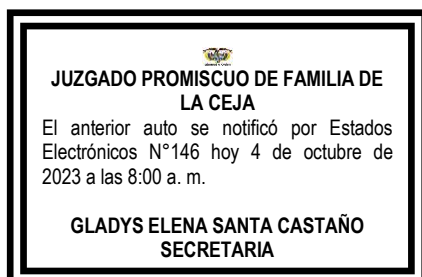 JUZGADO PROMISCUO DE FAMILIA DE
LA CEJA
El anterior auto se notificó por Estados
Electrónicos N°146 hoy 4 de octubre de
2023 a las 8:00 a. m.
GLADYS ELENA SANTA CASTAÑO
SECRETARIA